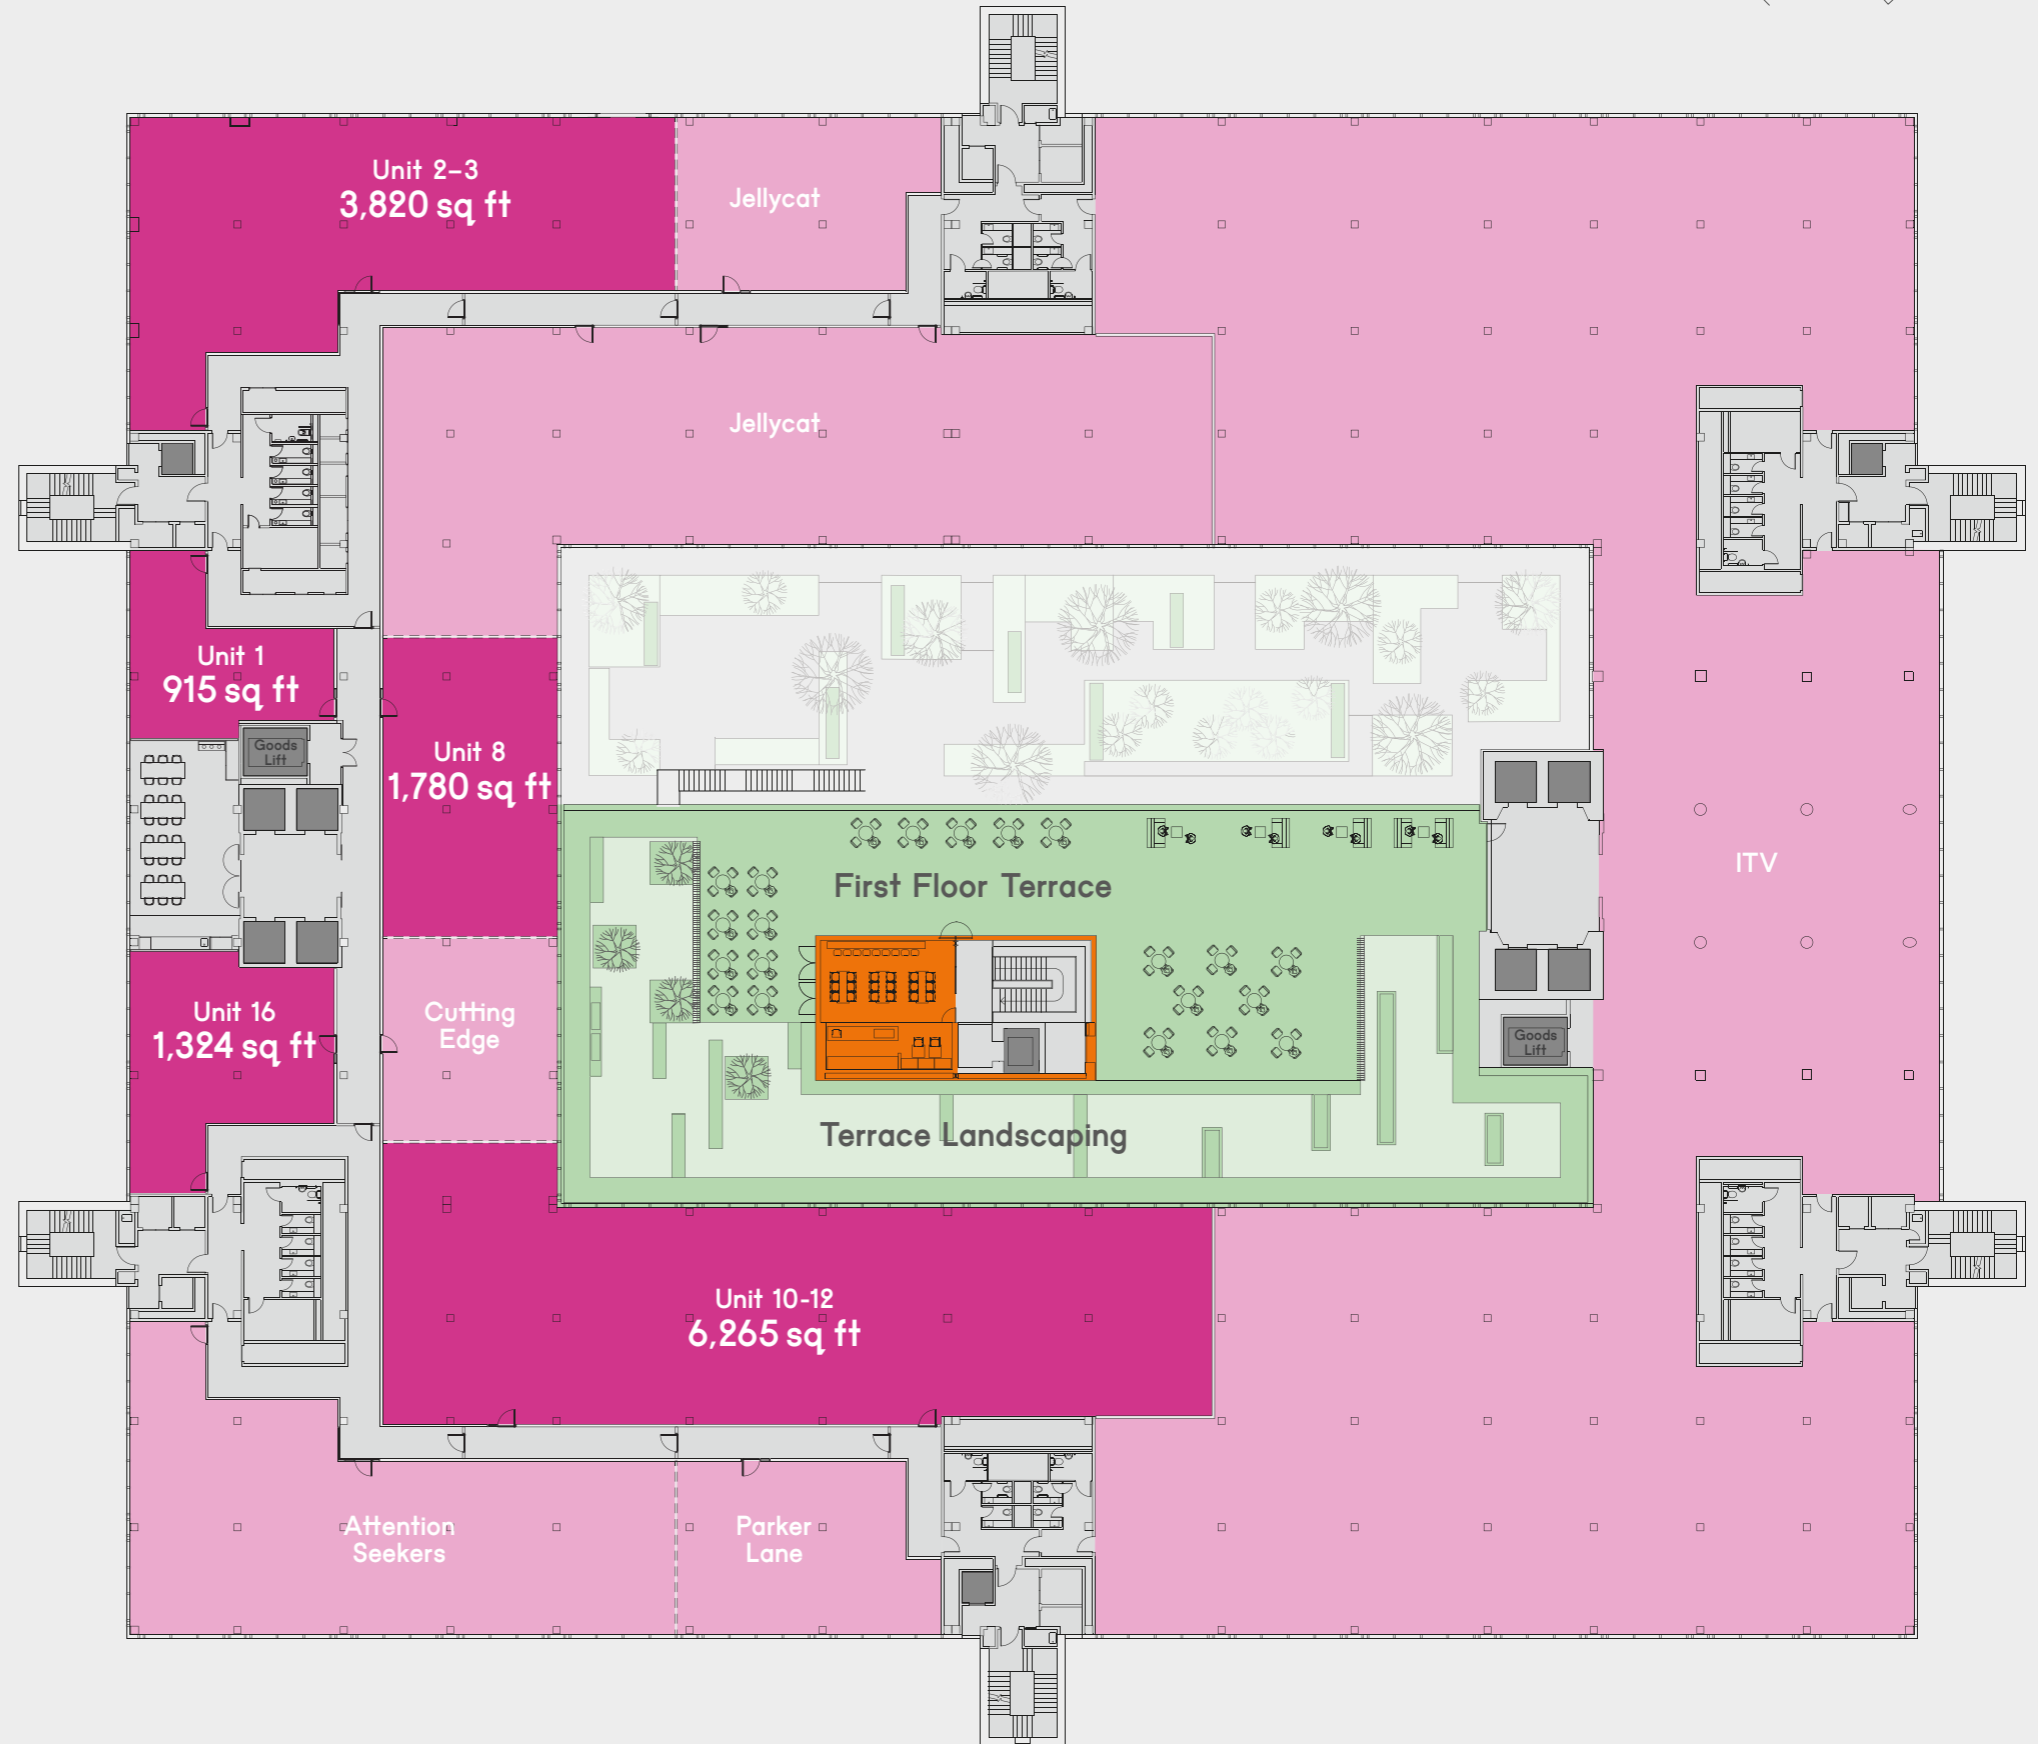 Unit 2-3
3,820 sq ft
Jellycat
Jellycat
Unit 1
915 sq ft
Goods
Lift
Unit 8
1,780 sq ft
First Floor Terrace
ITV
Unit 16
1,324 sq ft
Cutting
Edge
Goods
Lift
Terrace Landscaping
Unit 10-12
6,265 sq ft
Attention
Seekers
Parker
Lane